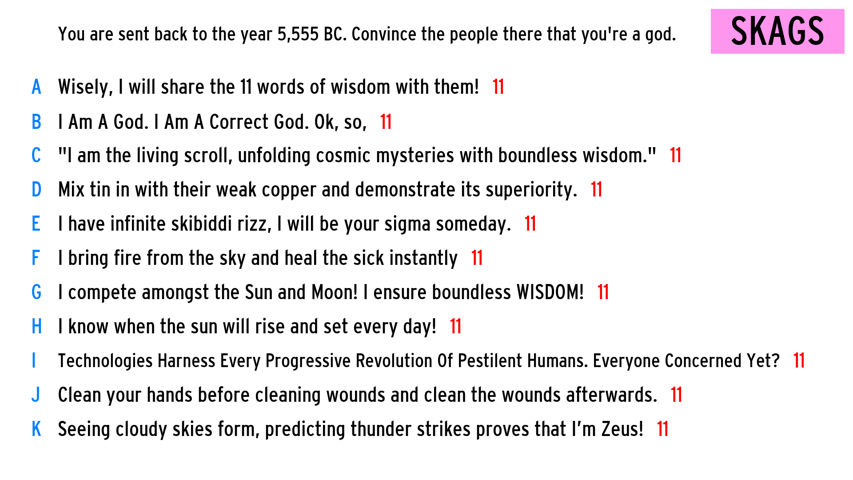 You are sent back to the year 5,555 BC. Convince the people there that you're a god.
SKAGS
A Wisely, I will share the 11 words of wisdom with them! 11
B I Am A God. I Am A Correct God. Ok, so, 11
C "I am the living scroll, unfolding cosmic mysteries with boundless wisdom." 11
D Mix tin in with their weak copper and demonstrate its superiority. 11
E I have infinite skibiddi rizz, I will be your sigma someday. 11
F I bring fire from the sky and heal the sick instantly 11
G I compete amongst the Sun and Moon! I ensure boundless WISDOM! 11
H I know when the sun will rise and set every day! 11
I Technologies Harness Every Progressive Revolution Of Pestilent Humans. Everyone Concerned Yet? 11
J Clean your hands before cleaning wounds and clean the wounds afterwards. 11
K Seeing cloudy skies form, predicting thunder strikes proves that I'm Zeus! 11